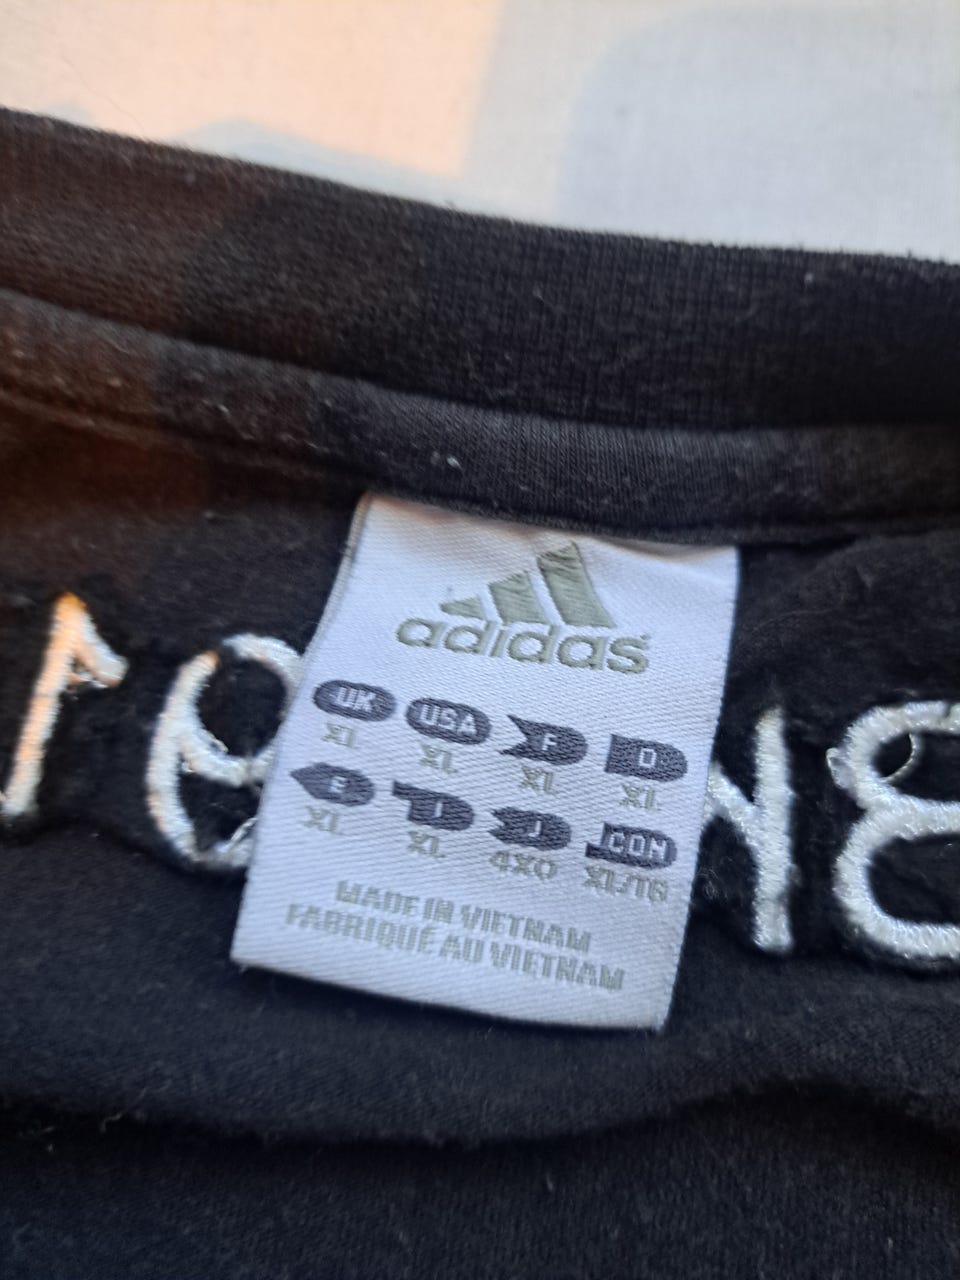 adidas
UK USA F D
XL XL XL XL
E I J .COM
XL XL 4XO XL/TG
MADE IN VIETNAM
FABRIQUÉ AU VIETNAM